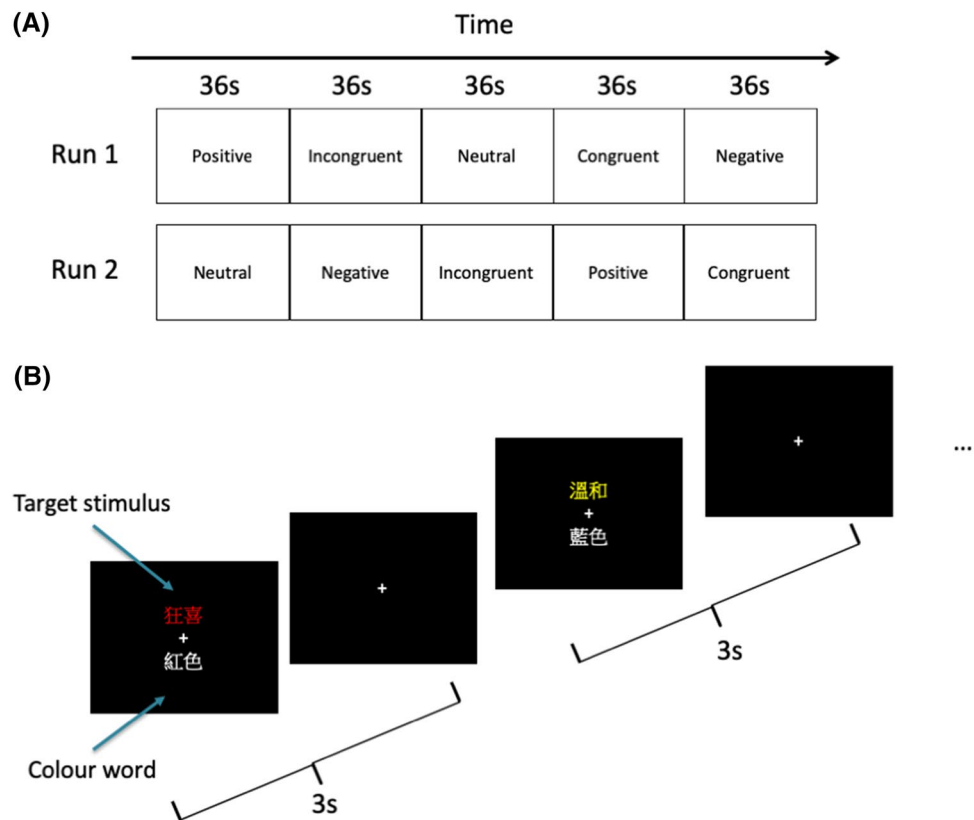 (A)
Time
36s 36s 36s 36s 36s
Run 1 Positive Incongruent Neutral Congruent Negative
Run 2 Neutral Negative Incongruent Positive Congruent
(B)
+
...
溫和
+
藍色
Target stimulus
+
狂喜
+
紅色
3s
Colour word
3s